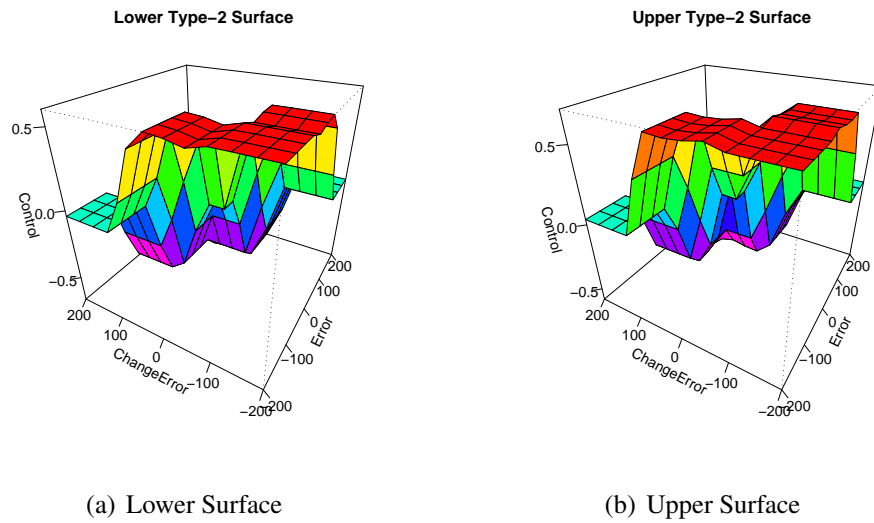 Lower Type−2 Surface
0.5
0.0
−0.5
Control
200
100
0
−100
−200
ChangeError
−200
−100
0
100
200
Error
(a) Lower Surface
Upper Type−2 Surface
0.5
0.0
−0.5
Control
200
100
0
−100
−200
ChangeError
−200
−100
0
100
200
Error
(b) Upper Surface